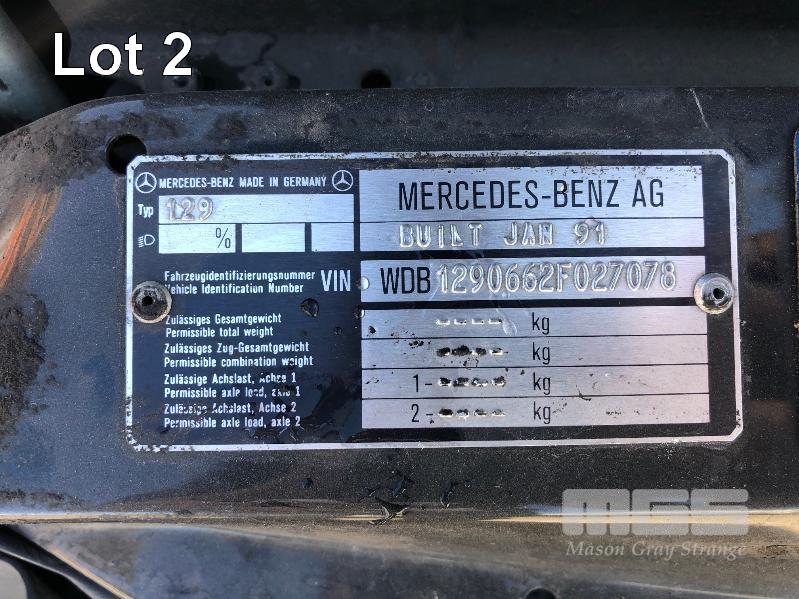 Lot 2
MERCEDES-BENZ MADE IN GERMANY
MERCEDES-BENZ AG
Typ 129
%
BUILT JAN 91
Fahrzeugidentifizierungsnummer
Vehicle Identification Number
VIN WDB1290662F027078
Zulässiges Gesamtgewicht
Permissible total weight
---- kg
Zulässiges Zug-Gesamtgewicht
Permissible combination weight
---- kg
Zulässige Achslast, Achse 1
Permissible axle load, axle 1
1- ---- kg
Zulässige Achslast, Achse 2
Permissible axle load, axle 2
2- ---- kg
MGS
Mason Gray Strange